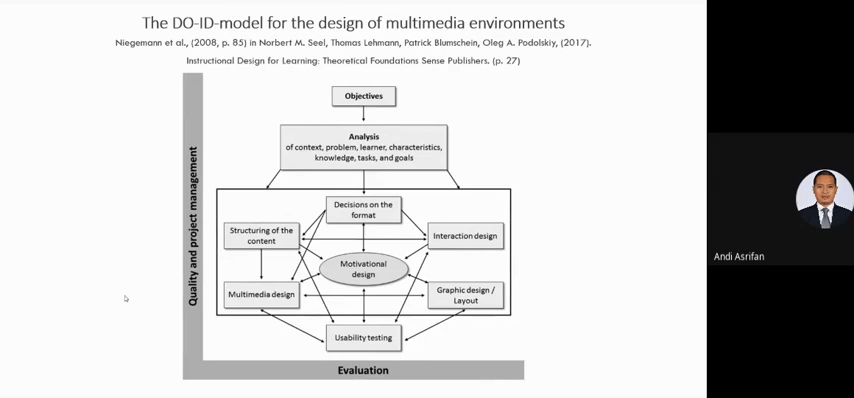 The DO-ID-model for the design of multimedia environments
Niegemann et al., (2008, p. 85) in Norbert M. Seel, Thomas Lehmann, Patrick Blumschein, Oleg A. Podolskiy, (2017).
Instructional Design for Learning: Theoretical Foundations Sense Publishers. (p. 27)
Quality and project management
Objectives
Analysis
of context, problem, learner, characteristics,
knowledge, tasks, and goals
Decisions on the
format
Structuring of the
content
Interaction design
Motivational
design
Multimedia design
Graphic design /
Layout
Usability testing
Evaluation
Andi Asrifan